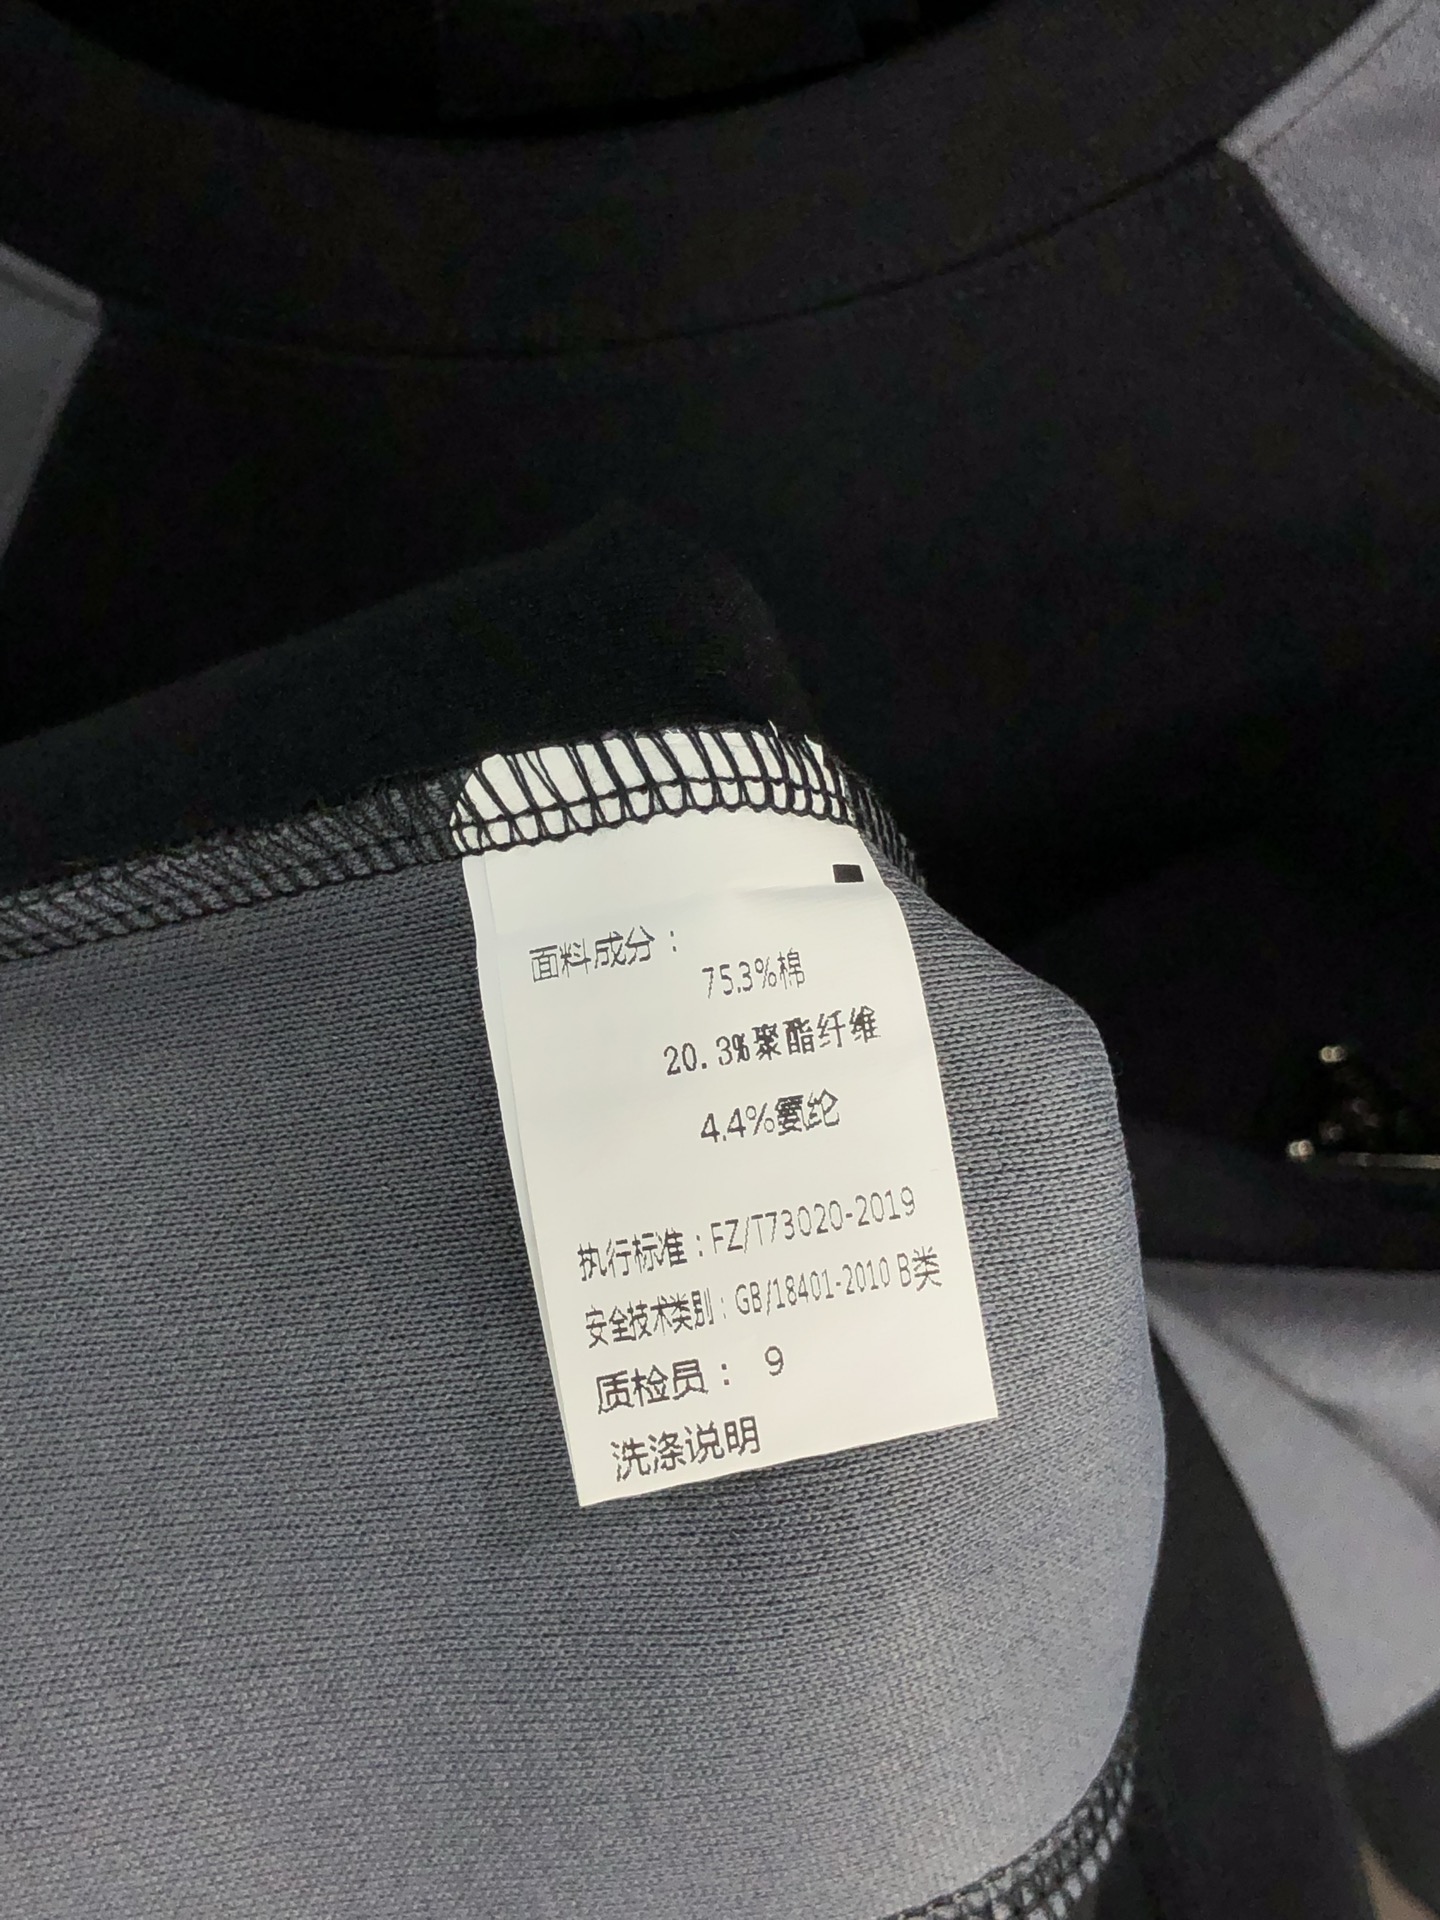 面料成分：
75.3%棉
20.3%聚酯纤维
4.4%氨纶
执行标准：FZ/T73020-2019
安全技术类别：GB/18401-2010 B类
质检员： 9
洗涤说明